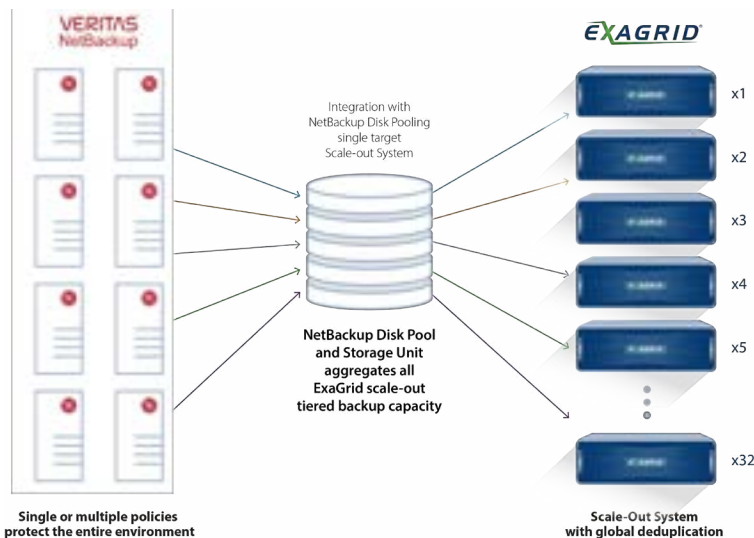 VERITAS
NetBackup
Integration with
NetBackup Disk Pooling
single target
Scale-out System
NetBackup Disk Pool
and Storage Unit
aggregates all
ExaGrid scale-out
tiered backup capacity
Single or multiple policies
protect the entire environment
EXAGRID®
x1
x2
x3
x4
x5
x32
Scale-Out System
with global deduplication